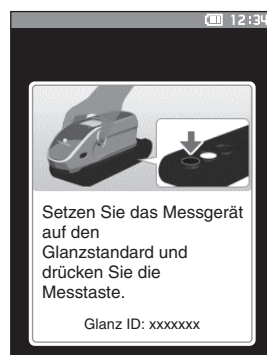 12:34
Setzen Sie das Messgerät
auf den
Glanzstandard und
drücken Sie die
Messtaste.
Glanz ID: xxxxxxx